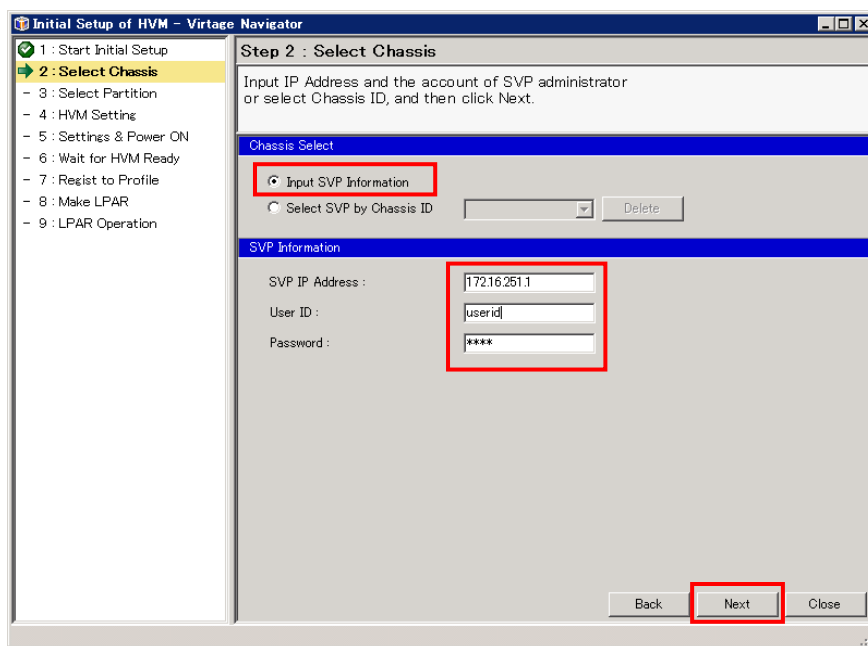 Initial Setup of HVM - Virtage Navigator
1 : Start Initial Setup
2 : Select Chassis
- 3 : Select Partition
- 4 : HVM Setting
- 5 : Settings & Power ON
- 6 : Wait for HVM Ready
- 7 : Regist to Profile
- 8 : Make LPAR
- 9 : LPAR Operation
Step 2 : Select Chassis
Input IP Address and the account of SVP administrator
or select Chassis ID, and then click Next.
Chassis Select
Input SVP Information
Select SVP by Chassis ID
Delete
SVP Information
SVP IP Address : 172.16.251.1
User ID : userid
Password : ****
Back Next Close